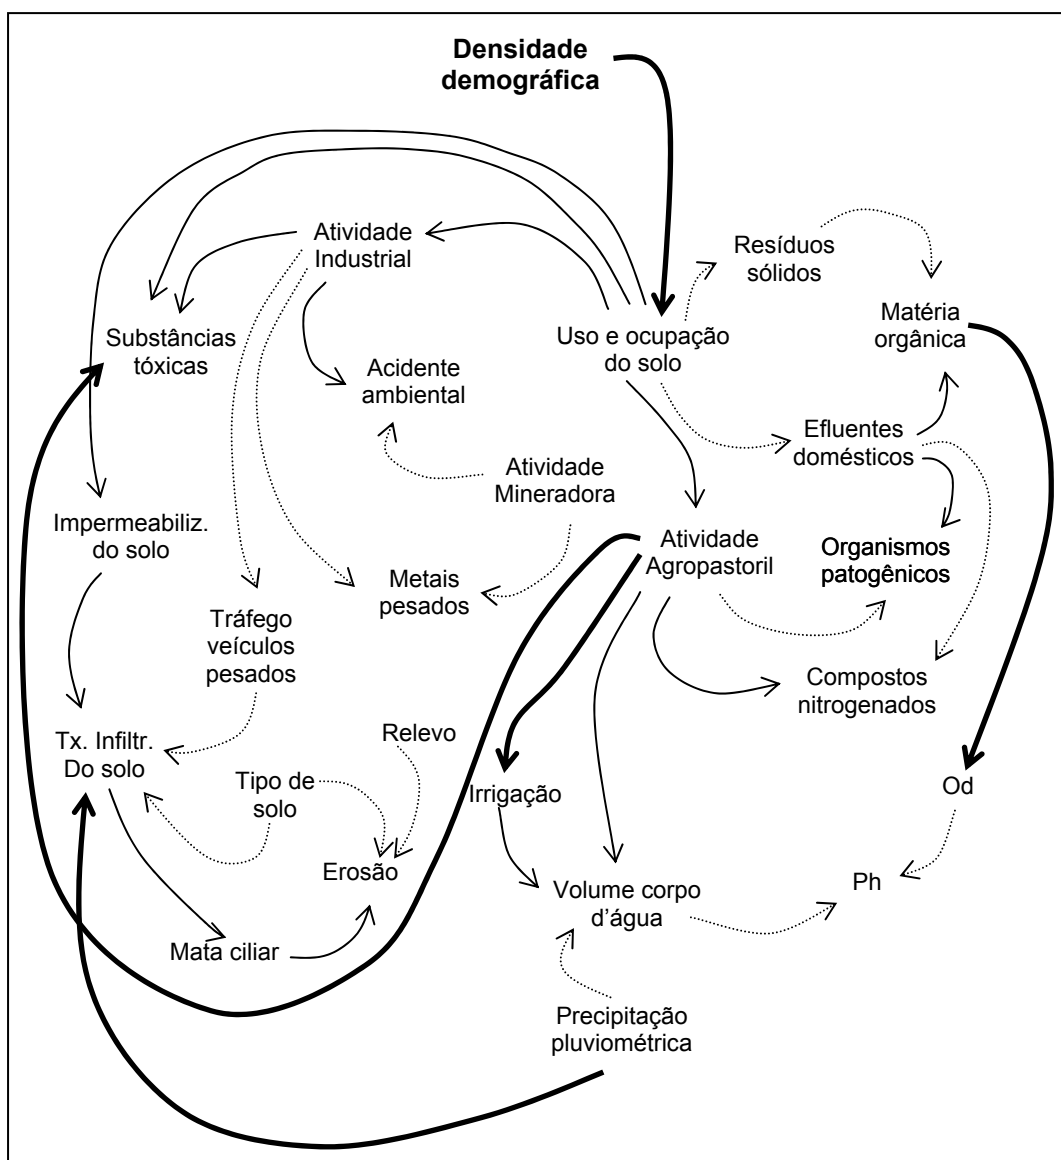 Densidade
demográfica
Atividade
Industrial
Resíduos
sólidos
Substâncias
tóxicas
Uso e ocupação
do solo
Matéria
orgânica
Acidente
ambiental
Efluentes
domésticos
Atividade
Mineradora
Impermeabiliz.
do solo
Atividade
Agropastoril
Organismos
patogênicos
Metais
pesados
Tráfego
veículos
pesados
Compostos
nitrogenados
Tx. Infiltr.
Do solo
Relevo
Tipo de
solo
Irrigação
Od
Erosão
Volume corpo
d'água
Ph
Mata ciliar
Precipitação
pluviométrica